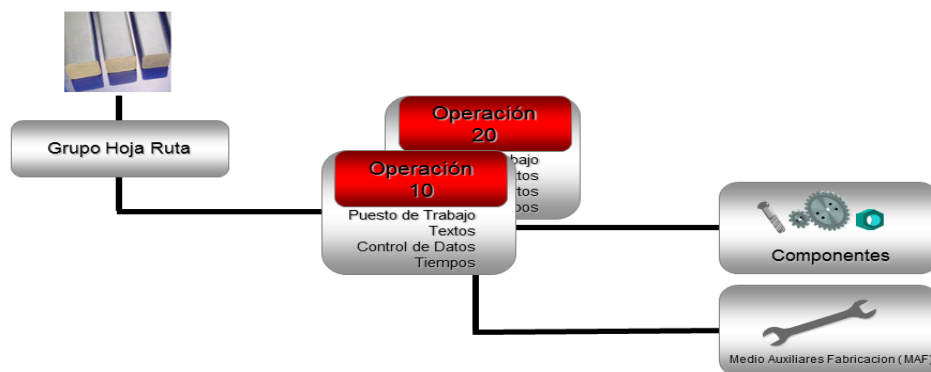 Operación
20
Grupo Hoja Ruta
bajo
Operación
10
Puesto de Trabajo
Textos
Control de Datos
Tiempos
Componentes
Medio Auxiliares Fabricacion ( MAF)